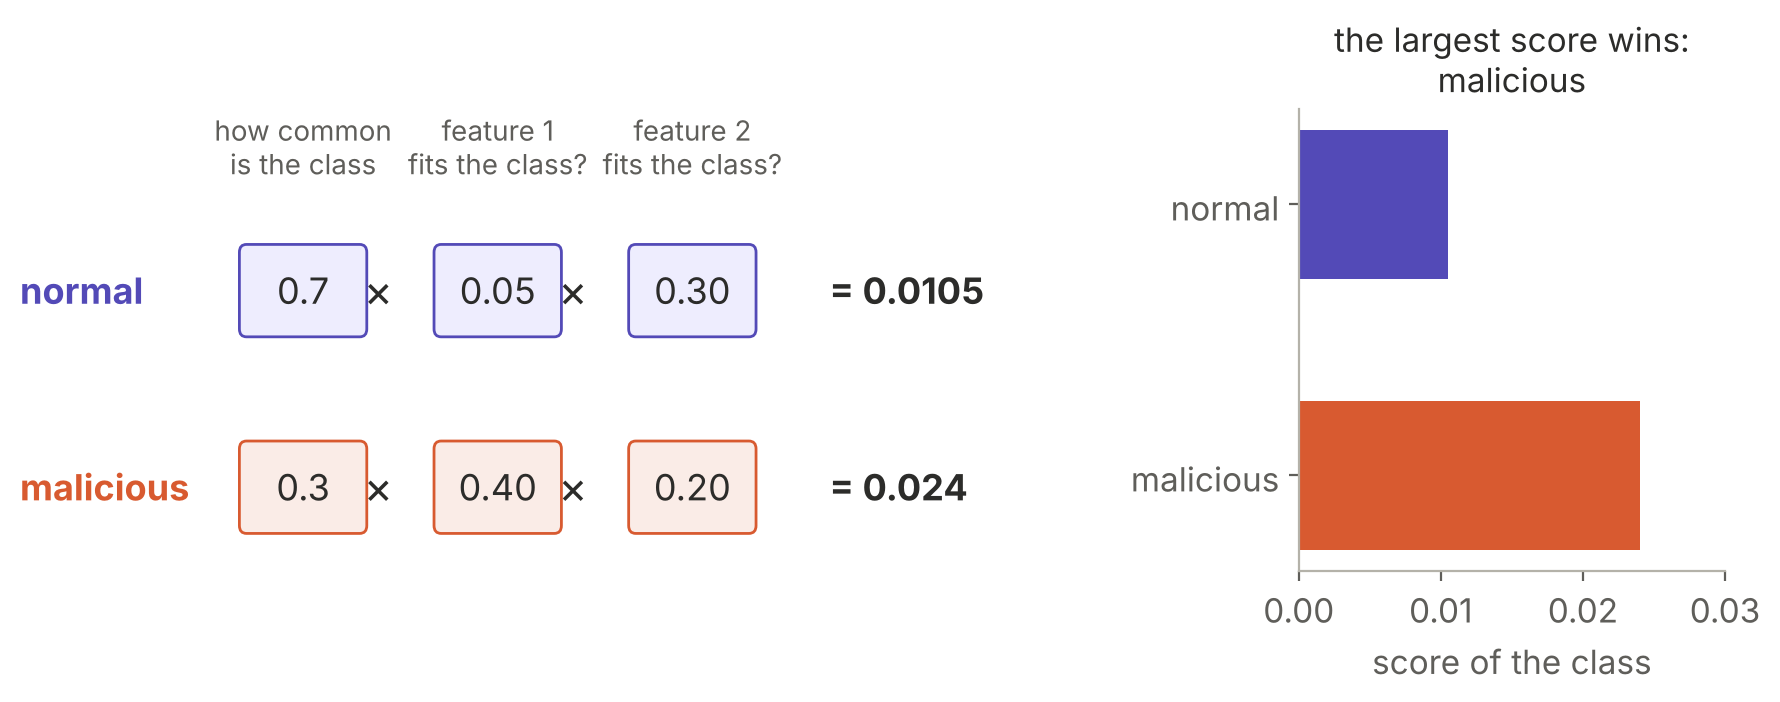 how common
is the class
feature 1
fits the class?
feature 2
fits the class?
normal 0.7 × 0.05 × 0.30 = 0.0105
malicious 0.3 × 0.40 × 0.20 = 0.024
the largest score wins:
malicious
normal
malicious
0.00 0.01 0.02 0.03
score of the class